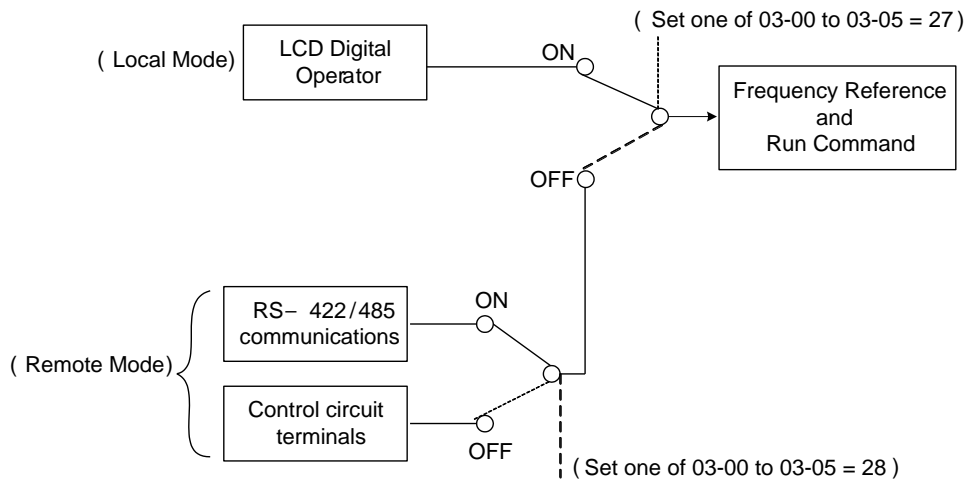 ( Set one of 03-00 to 03-05 = 27)
( Local Mode)
LCD Digital
Operator
ON
Frequency Reference
and
Run Command
OFF
( Remote Mode)
RS– 422/485
communications
ON
Control circuit
terminals
OFF
( Set one of 03-00 to 03-05 = 28 )